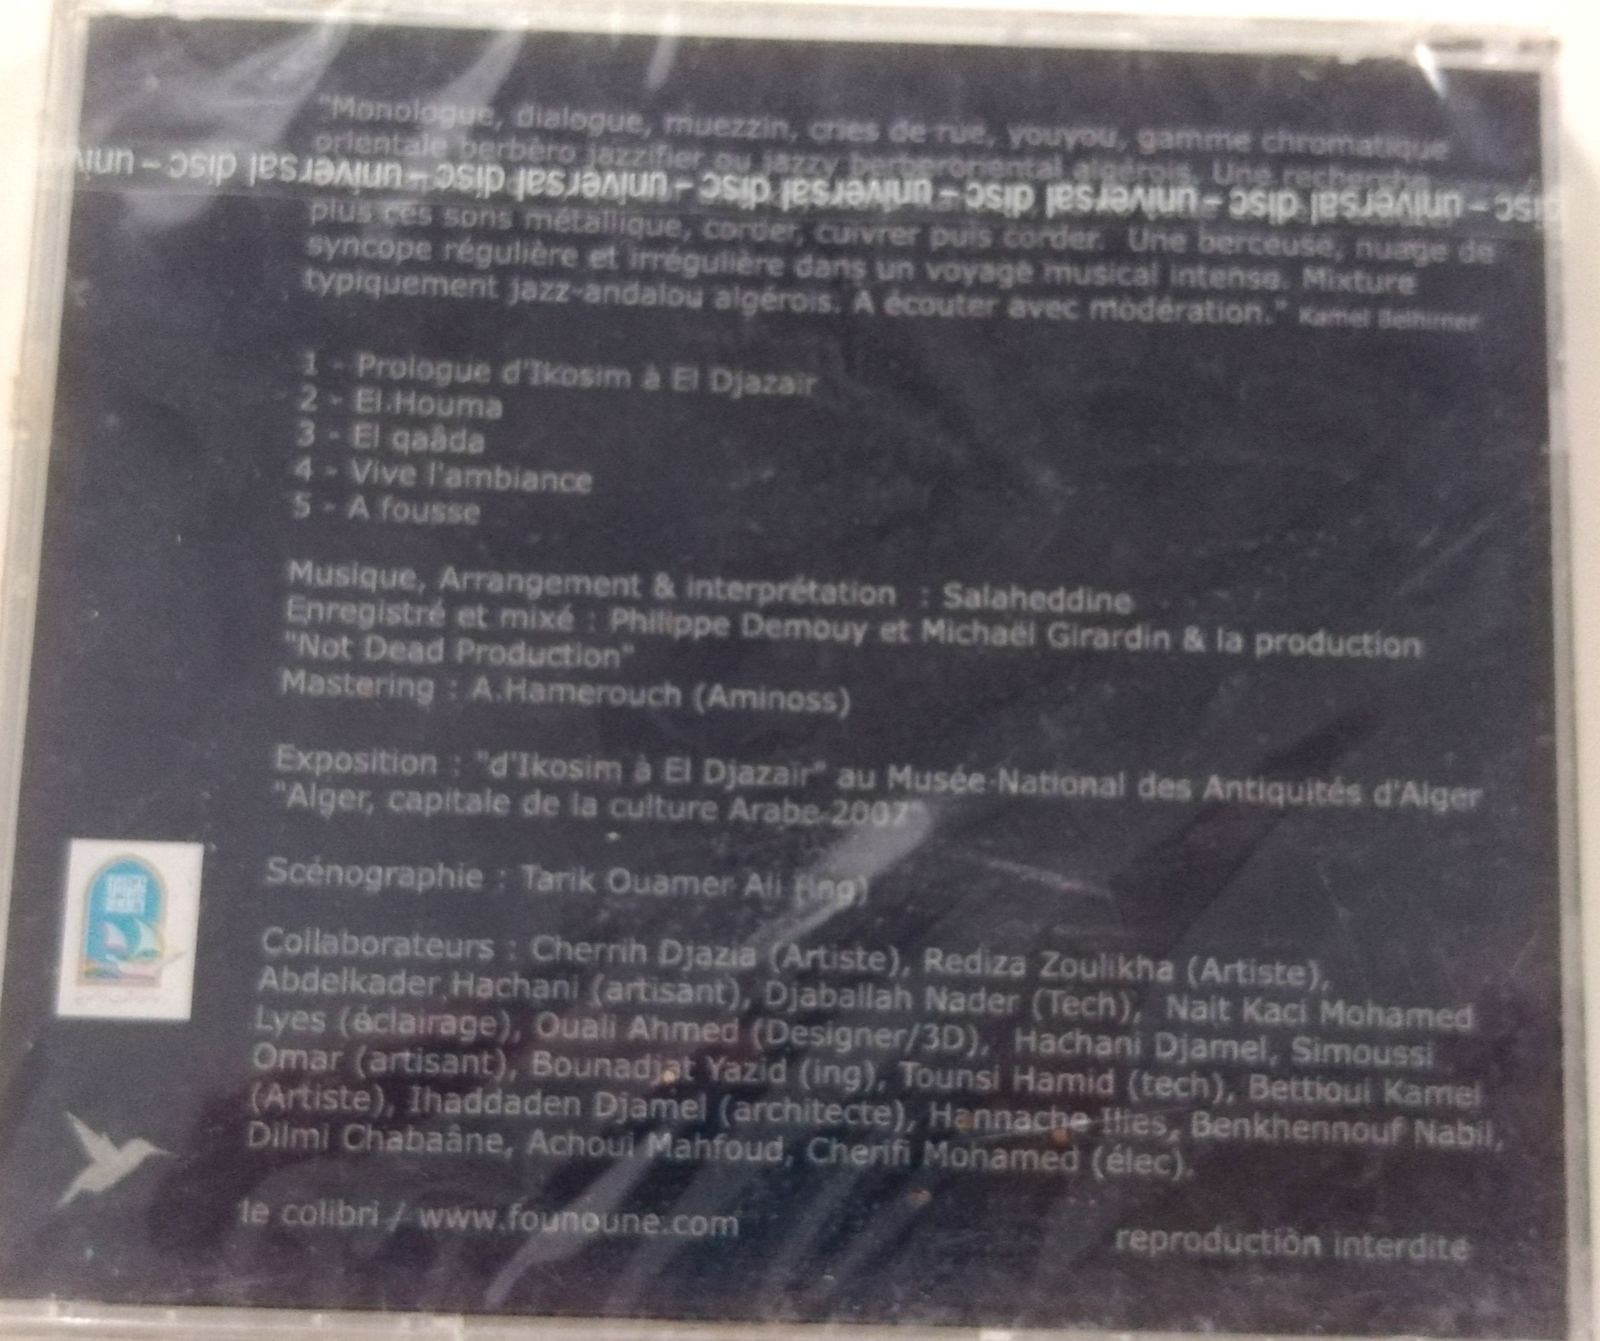 "Monologue, dialogue, muezzin, cries de rue, youyou, gamme chromatique
orientale berbèro jazzifier ou jazzy berberoriental algérois. Une recherche
universal disc – universal disc – universal disc – universal disc – universal disc
plus ces sons métallique, corder, cuivrer puis corder. Une berceuse, nuage de
syncope régulière et irrégulière dans un voyage musical intense. Mixture
typiquement jazz-andalou algérois. A écouter avec modération." Kamel Belhimer
1 - Prologue d'Ikosim à El Djazair
2 - El Houma
3 - El qaâda
4 - Vive l'ambiance
5 - A fousse
Musique, Arrangement & interprétation : Salaheddine
Enregistré et mixé : Philippe Demouy et Michaël Girardin & la production
"Not Dead Production"
Mastering : A.Hamerouch (Aminoss)
Exposition : "d'Ikosim à El Djazair" au Musée National des Antiquités d'Alger
"Alger, capitale de la culture Arabe 2007"
Scénographie : Tarik Ouamer Ali (ing)
Collaborateurs : Cherrih Djazia (Artiste), Rediza Zoulikha (Artiste),
Abdelkader Hachani (artisant), Djaballah Nader (Tech), Nait Kaci Mohamed
Lyes (éclairage), Ouali Ahmed (Designer/3D), Hachani Djamel, Simoussi
Omar (artisant), Bounadjat Yazid (ing), Tounsi Hamid (tech), Bettioui Kamel
(Artiste), Ihaddaden Djamel (architecte), Hannache Ilies, Benkhennouf Nabil,
Dilmi Chabaâne, Achoui Mahfoud, Cherifi Mohamed (élec).
le colibri / www.founoune.com
reproduction interdite